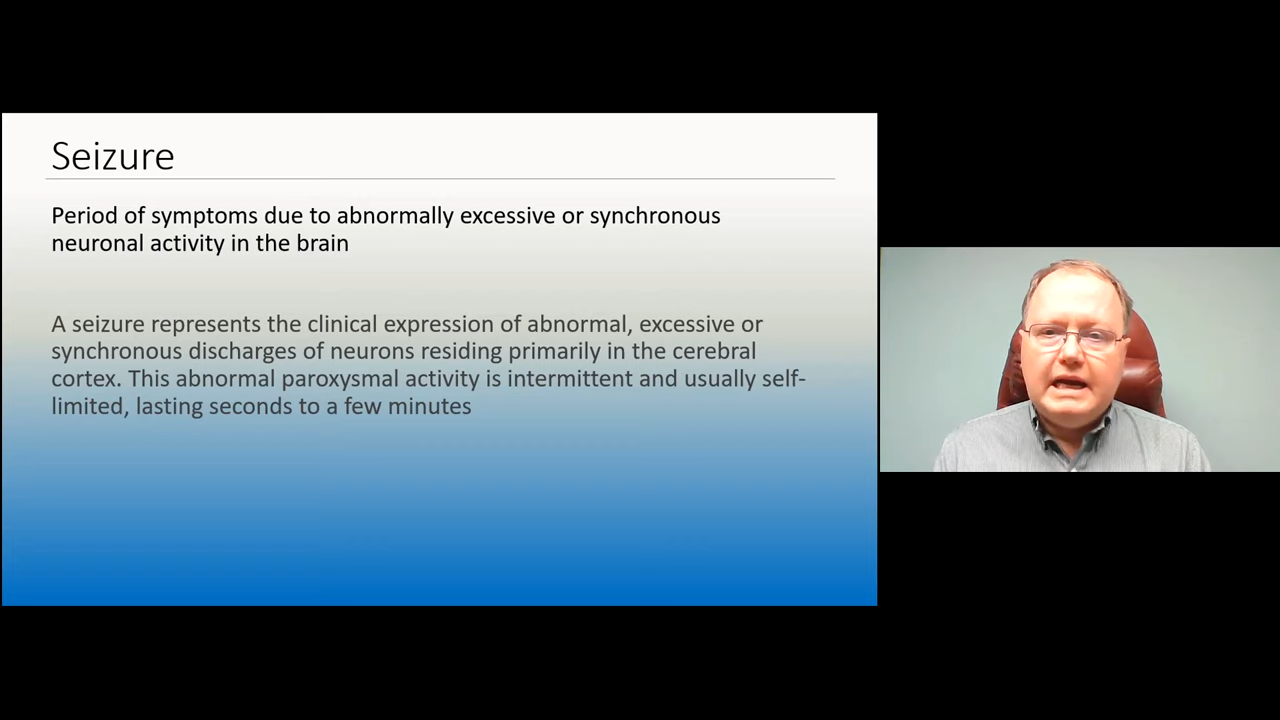 Seizure
Period of symptoms due to abnormally excessive or synchronous
neuronal activity in the brain
A seizure represents the clinical expression of abnormal, excessive or
synchronous discharges of neurons residing primarily in the cerebral
cortex. This abnormal paroxysmal activity is intermittent and usually self-
limited, lasting seconds to a few minutes